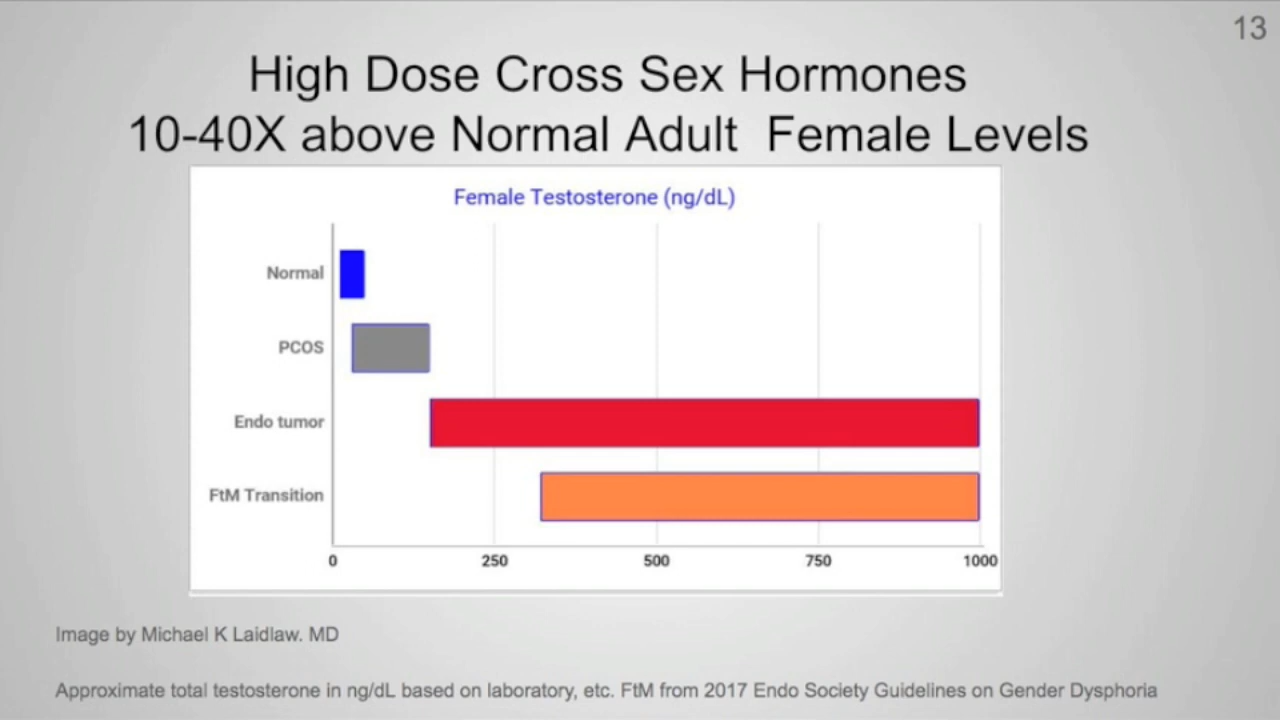 13
High Dose Cross Sex Hormones
10-40X above Normal Adult Female Levels
Female Testosterone (ng/dL)
Normal
PCOS
Endo tumor
FtM Transition
0 250 500 750 1000
Image by Michael K Laidlaw. MD
Approximate total testosterone in ng/dL based on laboratory, etc. FtM from 2017 Endo Society Guidelines on Gender Dysphoria